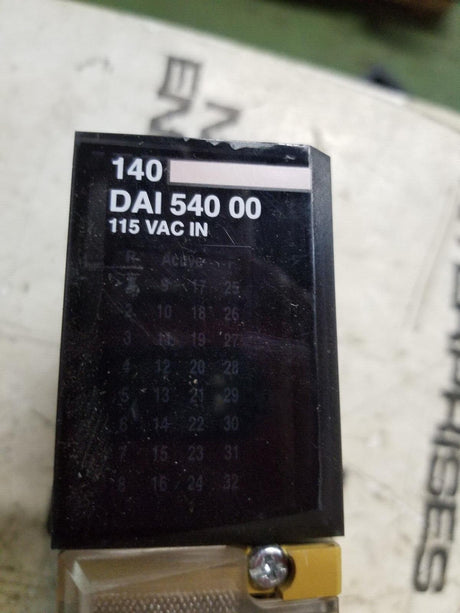 140
DAI 540 00
115 VAC IN
R Active F
1 9 17 25
2 10 18 26
3 11 19 27
4 12 20 28
5 13 21 29
6 14 22 30
7 15 23 31
8 16 24 32